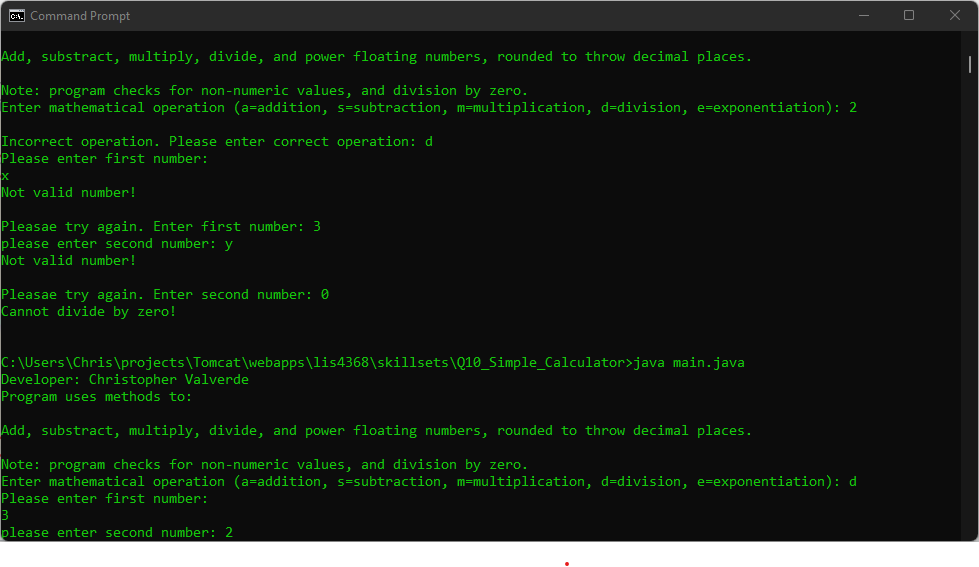 Command Prompt
Add, substract, multiply, divide, and power floating numbers, rounded to throw decimal places.
Note: program checks for non-numeric values, and division by zero.
Enter mathematical operation (a=addition, s=subtraction, m=multiplication, d=division, e=exponentiation): 2
Incorrect operation. Please enter correct operation: d
Please enter first number:
x
Not valid number!
Pleasae try again. Enter first number: 3
please enter second number: y
Not valid number!
Pleasae try again. Enter second number: 0
Cannot divide by zero!
C:\Users\Chris\projects\Tomcat\webapps\lis4368\skillsets\Q10_Simple_Calculator>java main.java
Developer: Christopher Valverde
Program uses methods to:
Add, substract, multiply, divide, and power floating numbers, rounded to throw decimal places.
Note: program checks for non-numeric values, and division by zero.
Enter mathematical operation (a=addition, s=subtraction, m=multiplication, d=division, e=exponentiation): d
Please enter first number:
3
please enter second number: 2